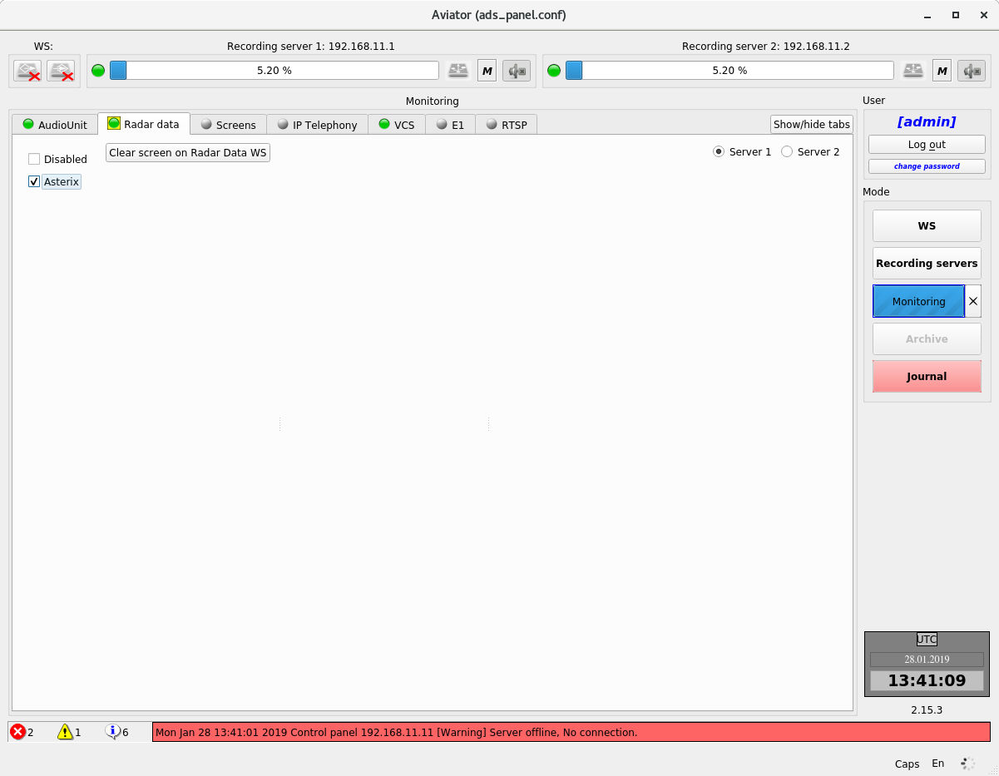 Aviator (ads_panel.conf)
WS:
Recording server 1: 192.168.11.1
Recording server 2: 192.168.11.2
5.20 %
M
5.20 %
M
Monitoring
User
AudioUnit
Radar data
Screens
IP Telephony
VCS
E1
RTSP
Show/hide tabs
[admin]
Log out
change password
Disabled
Clear screen on Radar Data WS
Server 1
Server 2
Asterix
Mode
WS
Recording servers
Monitoring
Archive
Journal
UTC
28.01.2019
13:41:09
2.15.3
2
1
6
Mon Jan 28 13:41:01 2019 Control panel 192.168.11.11 [Warning] Server offline, No connection.
Caps
En